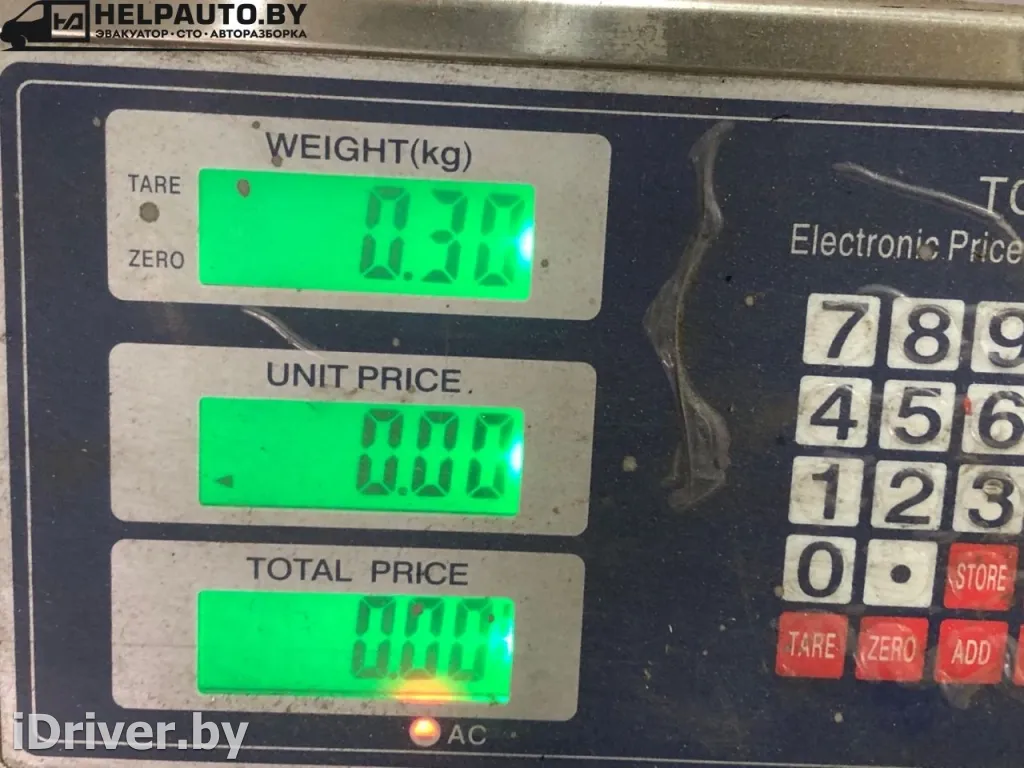 HELPAUTO.BY
ЭВАКУАТОР · СТО · АВТОРАЗБОРКА
WEIGHT(kg)
TARE
ZERO
0.30
UNIT PRICE
0.00
TOTAL PRICE
0.00
AC
Electronic Price
7 8 9
4 5 6
1 2 3
0 . STORE
TARE ZERO ADD
iDriver.by